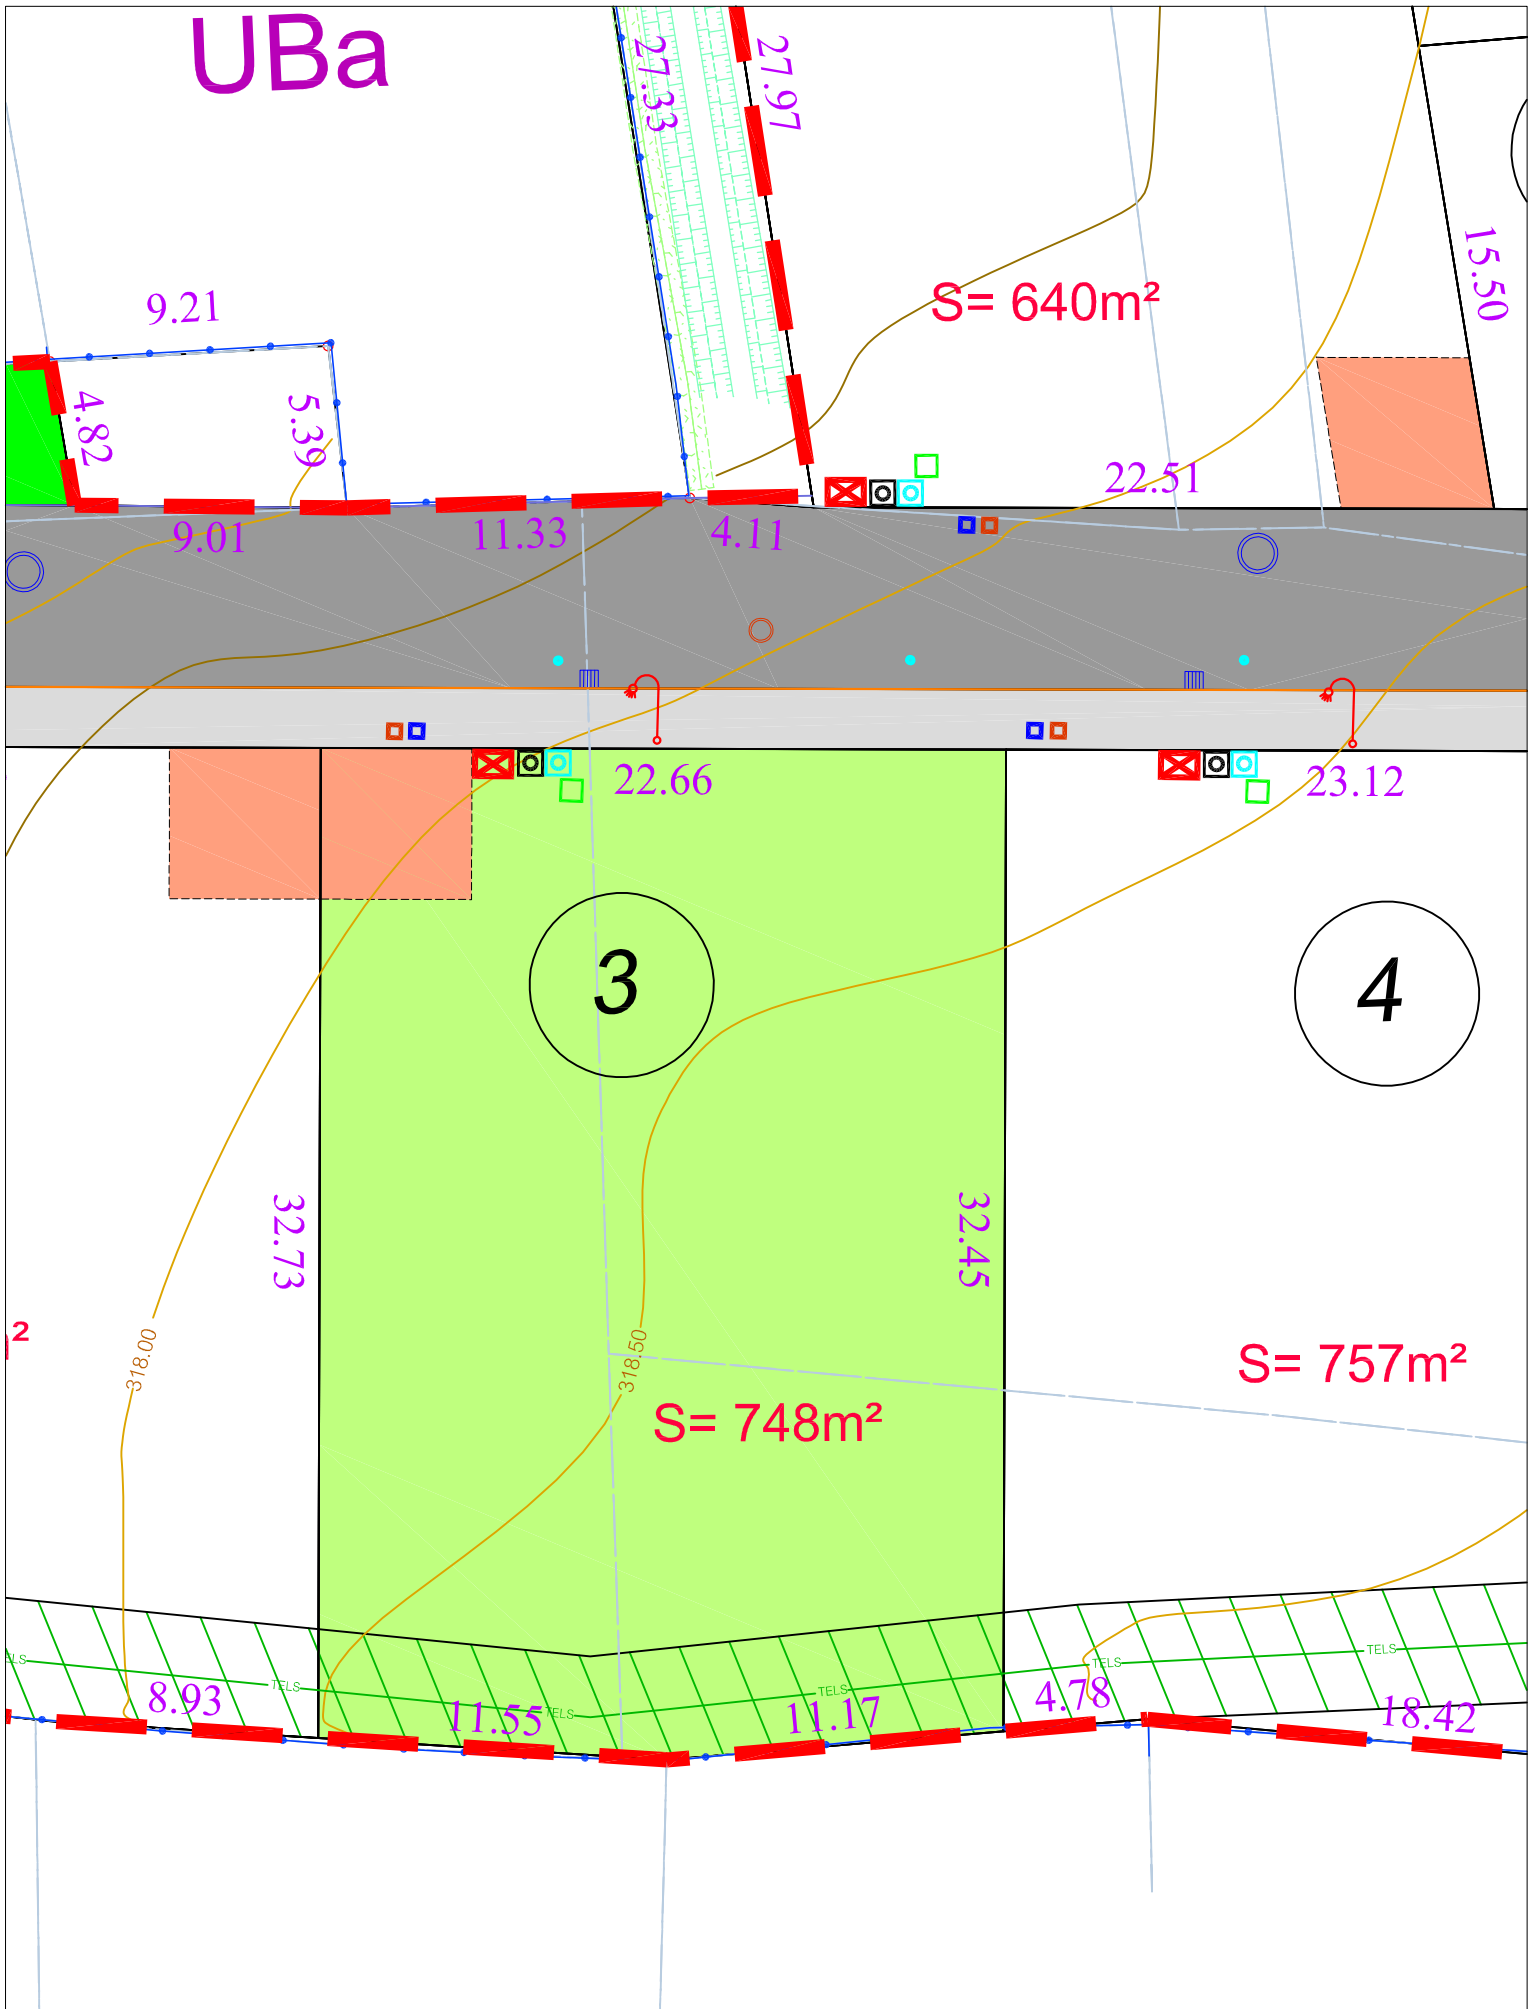 UBa
27.33
27.97
15.50
S= 640m²
9.21
4.82
5.39
22.51
9.01
11.33
4.11
22.66
23.12
3
4
32.73
32.45
318.00
318.50
²
S= 757m²
S= 748m²
ELS
TELS
TELS
TELS
TELS
TELS
8.93
11.55
11.17
4.78
18.42